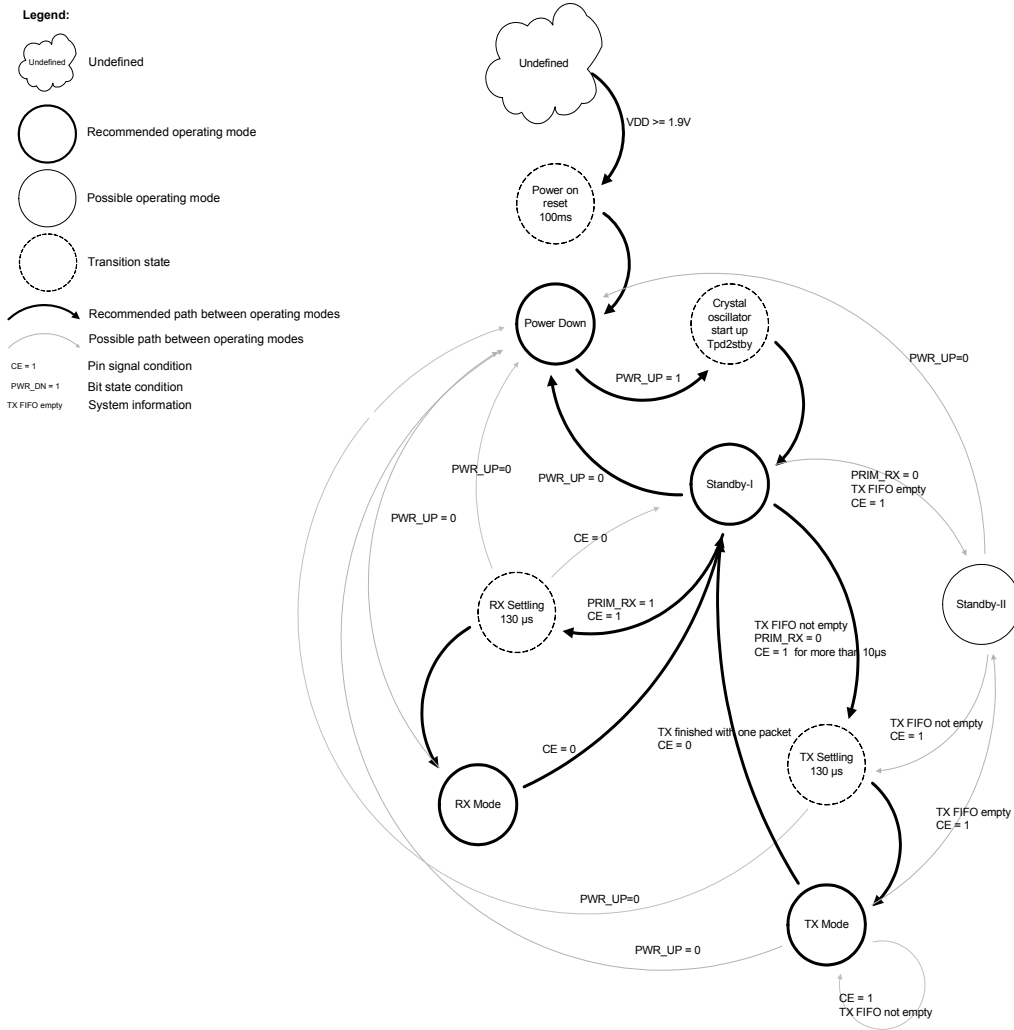 Legend:
Undefined
Undefined
Recommended operating mode
Possible operating mode
Transition state
Recommended path between operating modes
Possible path between operating modes
CE = 1
Pin signal condition
PWR_DN = 1
Bit state condition
TX FIFO empty
System information
Undefined
VDD >= 1.9V
Power on
reset
100ms
Power Down
Crystal
oscillator
start up
Tpd2stby
PWR_UP=0
PWR_UP = 1
PWR_UP=0
PWR_UP = 0
Standby-I
PRIM_RX = 0
TX FIFO empty
CE = 1
PWR_UP = 0
CE = 0
RX Settling
130 µs
PRIM_RX = 1
CE = 1
Standby-II
TX FIFO not empty
PRIM_RX = 0
CE = 1 for more than 10µs
TX FIFO not empty
CE = 1
TX finished with one packet
CE = 0
CE = 0
TX Settling
130 µs
RX Mode
TX FIFO empty
CE = 1
PWR_UP=0
TX Mode
PWR_UP = 0
CE = 1
TX FIFO not empty